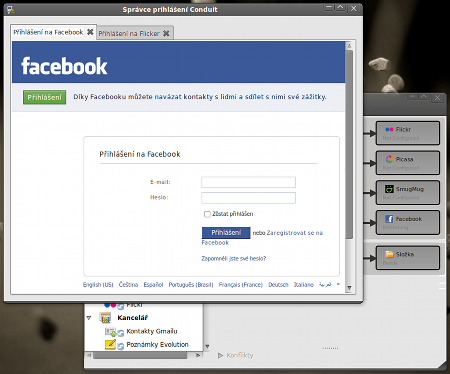 Správce prihlášení Conduit
Přihlášení na Facebook
Přihlášení na Flicker
facebook
Přihlášení
Díky Facebooku můžete navázat kontakty s lidmi a sdílet s nimi své zážitky.
Přihlášení na Facebook
E-mail:
Heslo:
Zůstat přihlášen
Přihlášení nebo Zaregistrovat se na
Facebook
Zapomněli jste své heslo?
English (US) Čeština Español Português (Brasil) Français (France) Deutsch Italiano العربية »
Flickr
Picasa
SmugMug
Facebook
Složka
Flickr
Kancelář
Kontakty Gmailu
Poznámky Evolution
Konflikty